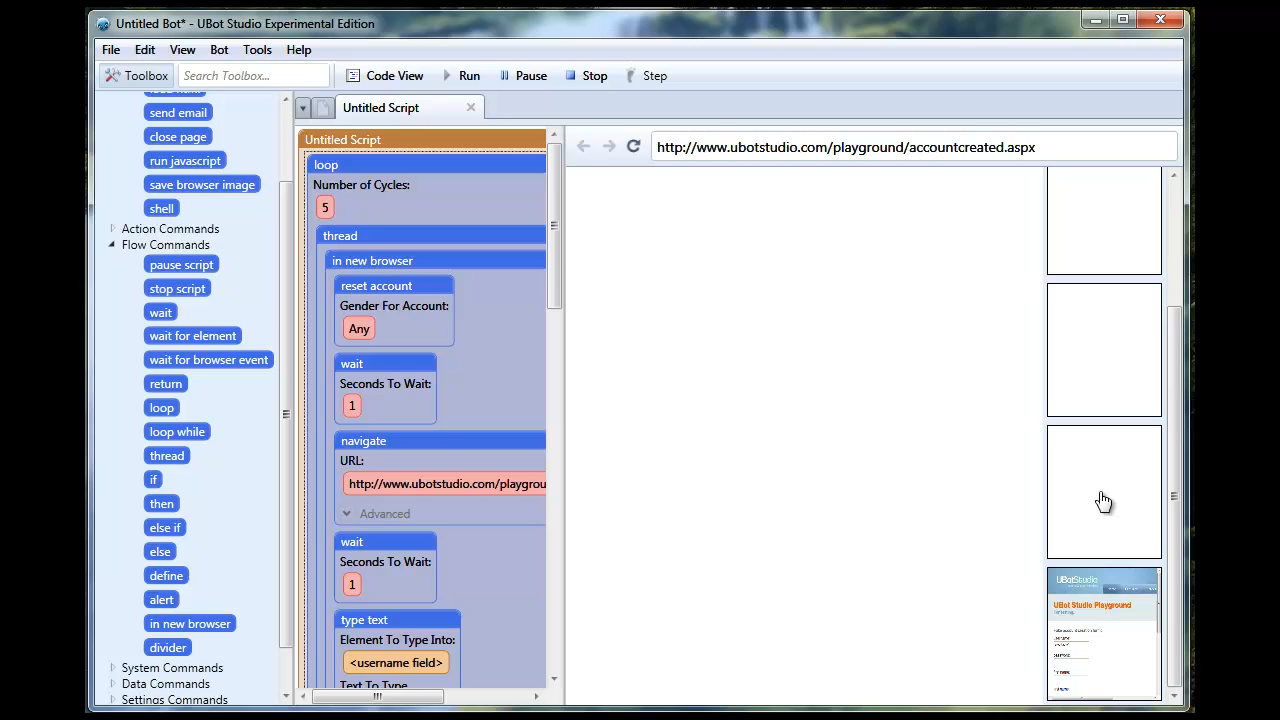 Untitled Bot* - UBot Studio Experimental Edition
File Edit View Bot Tools Help
Toolbox Search Toolbox... Code View Run Pause Stop Step
Untitled Script
send email
close page
run javascript
save browser image
shell
Action Commands
Flow Commands
pause script
stop script
wait
wait for element
wait for browser event
return
loop
loop while
thread
if
then
else if
else
define
alert
in new browser
divider
System Commands
Data Commands
Settings Commands
Untitled Script
loop
Number of Cycles:
5
thread
in new browser
reset account
Gender For Account:
Any
wait
Seconds To Wait:
1
navigate
URL:
http://www.ubotstudio.com/playgrou
Advanced
wait
Seconds To Wait:
1
type text
Element To Type Into:
<username field>
Text To Type
http://www.ubotstudio.com/playground/accountcreated.aspx
UBotStudio
UBot Studio Playground